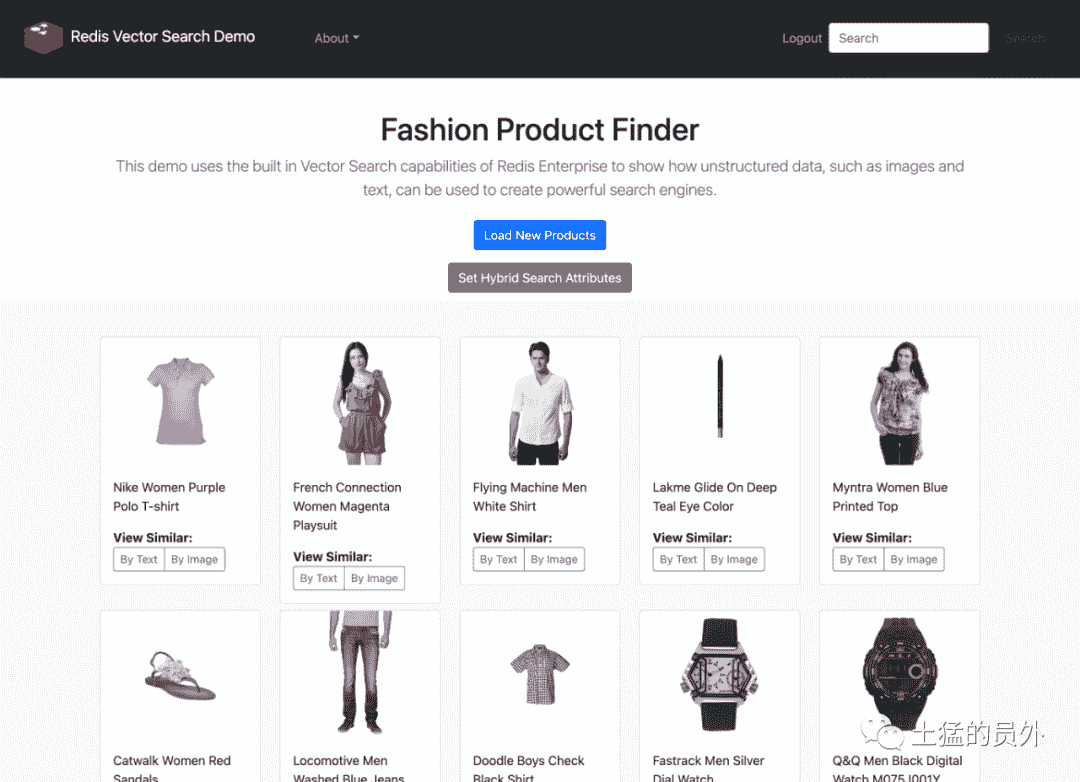 Redis Vector Search Demo
About
Logout
Search
Search
Fashion Product Finder
This demo uses the built in Vector Search capabilities of Redis Enterprise to show how unstructured data, such as images and
text, can be used to create powerful search engines.
Load New Products
Set Hybrid Search Attributes
Nike Women Purple
Polo T-shirt
View Similar:
By Text
By Image
French Connection
Women Magenta
Playsuit
View Similar:
By Text
By Image
Flying Machine Men
White Shirt
View Similar:
By Text
By Image
Lakme Glide On Deep
Teal Eye Color
View Similar:
By Text
By Image
Myntra Women Blue
Printed Top
View Similar:
By Text
By Image
Catwalk Women Red
Sandals
Locomotive Men
Washed Blue Jeans
Doodle Boys Check
Black Shirt
Fastrack Men Silver
Dial Watch
Q&Q Men Black Digital
Watch M075J001Y
土猛的员外